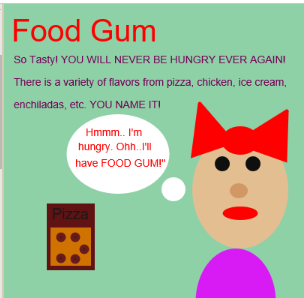 Food Gum
So Tasty! YOU WILL NEVER BE HUNGRY EVER AGAIN!
There is a variety of flavors from pizza, chicken, ice cream,
enchiladas, etc. YOU NAME IT!
Hmmm.. I'm
hungry. Ohh..I'll
have FOOD GUM!"
Pizza